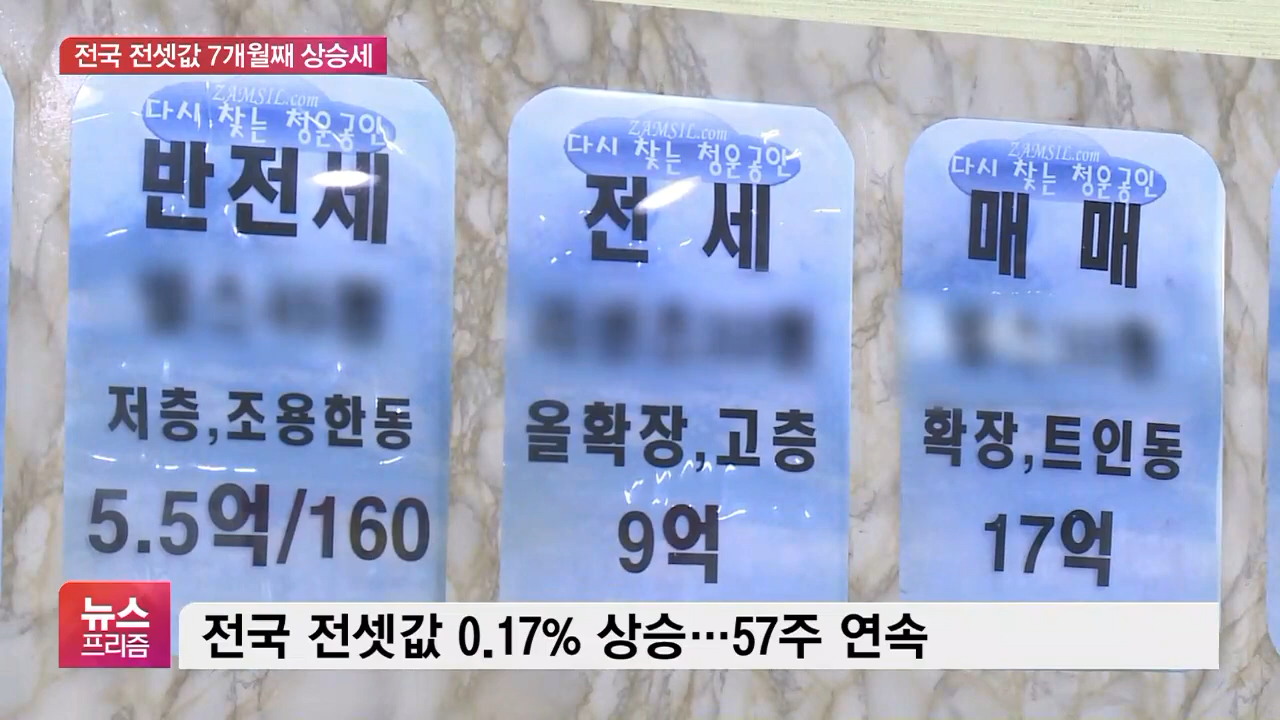 전국 전셋값 7개월째 상승세
ZAMSIL.com
다시 찾는 청운공인
반전세
저층,조용한동
5.5억/160
ZAMSIL.com
다시 찾는 청운공인
전세
올확장,고층
9억
ZAMSIL.com
다시 찾는 청운공인
매매
확장,트인동
17억
뉴스
프리즘
전국 전셋값 0.17% 상승…57주 연속